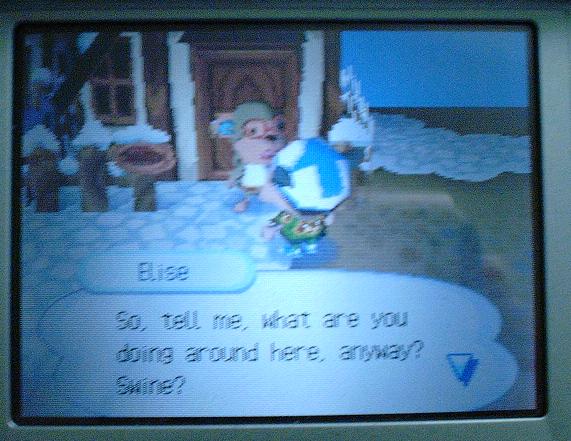 Elise
So, tell me, what are you
doing around here, anyway?
Swine?